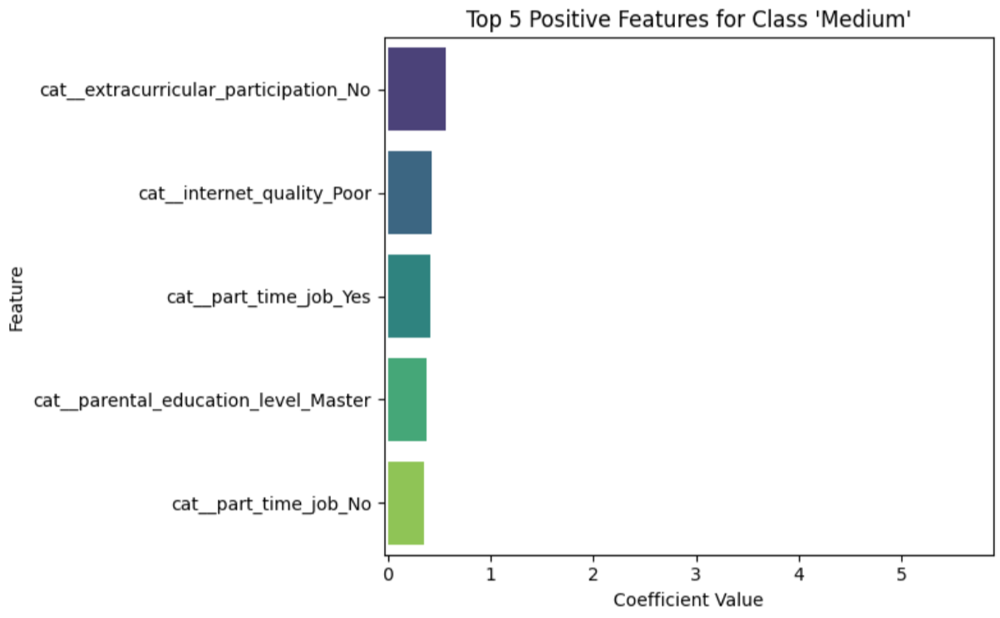 Top 5 Positive Features for Class 'Medium'
cat__extracurricular_participation_No
cat__internet_quality_Poor
cat__part_time_job_Yes
cat__parental_education_level_Master
cat__part_time_job_No
Feature
0 1 2 3 4 5
Coefficient Value